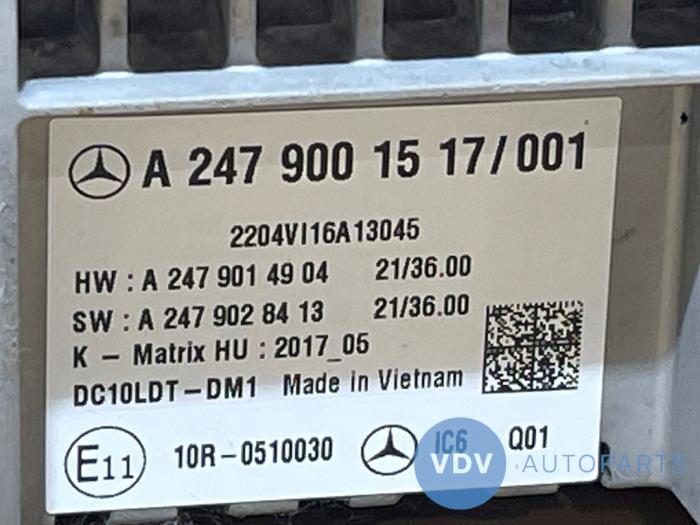 A 247 900 15 17/001
2204VI16A13045
HW : A 247 901 49 04 21/36.00
SW : A 247 902 84 13 21/36.00
K - Matrix HU : 2017_05
DC10LDT-DM1 Made in Vietnam
E11 10R-0510030 IC6 Q01
VDV AUTOPARTS